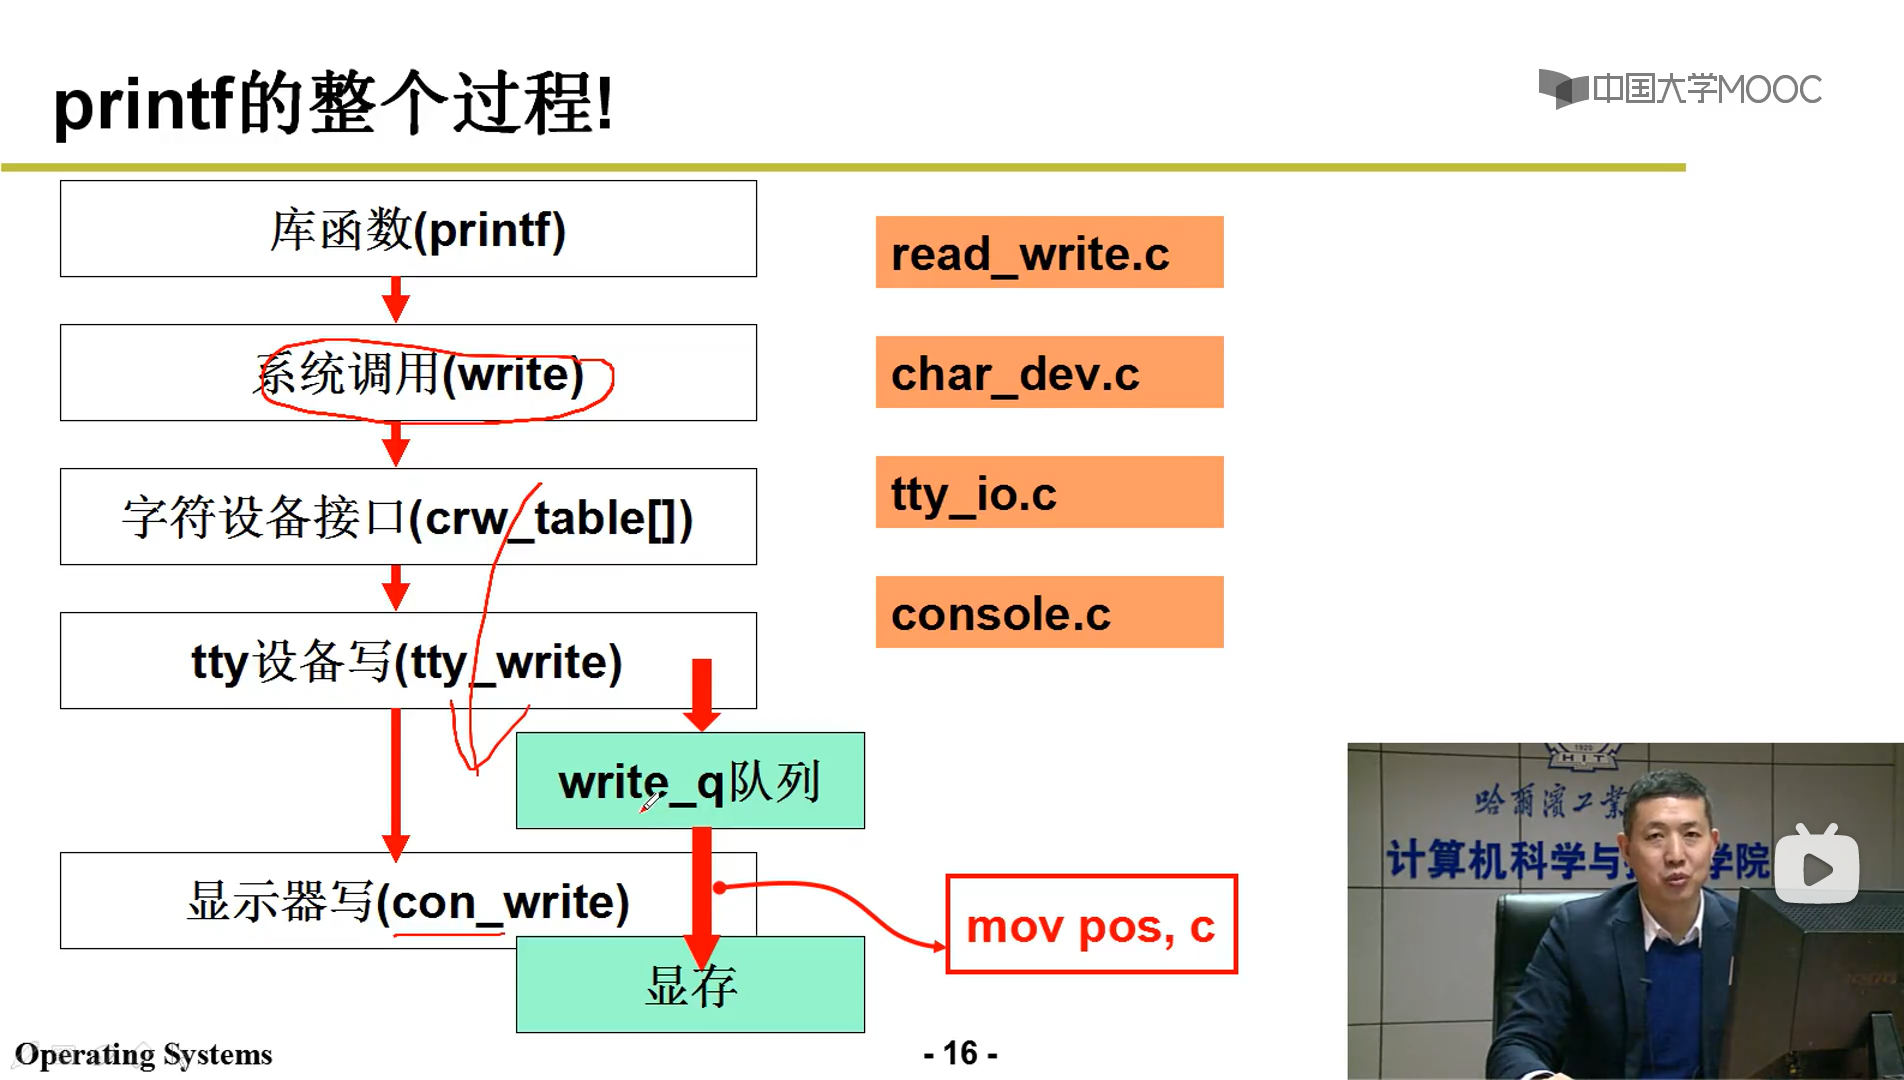 printf的整个过程!
中国大学MOOC
库函数(printf)
系统调用(write)
字符设备接口(crw_table[])
tty设备写(tty_write)
write_q队列
显示器写(con_write)
显存
read_write.c
char_dev.c
tty_io.c
console.c
mov pos, c
1920
HIT
哈爾濱工業
计算机科学与
学院
Operating Systems
- 16 -